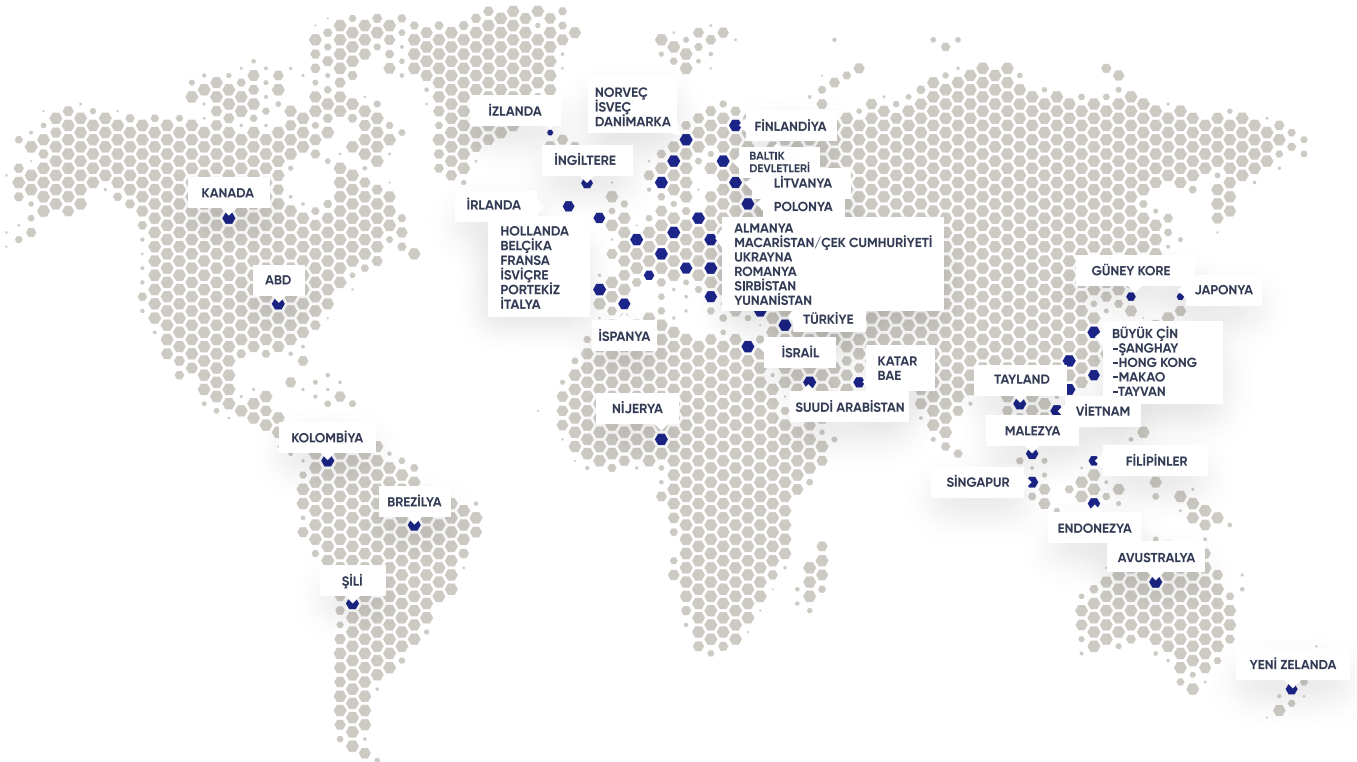 NORVEÇ
İSVEÇ
DANİMARKA
İZLANDA
FİNLANDİYA
İNGİLTERE
BALTIK
DEVLETLERİ
LİTVANYA
KANADA
İRLANDA
POLONYA
HOLLANDA
BELÇİKA
FRANSA
İSVİÇRE
PORTEKİZ
İTALYA
ALMANYA
MACARİSTAN/ÇEK CUMHURİYETİ
UKRAYNA
ROMANYA
SIRBİSTAN
YUNANİSTAN
ABD
GÜNEY KORE
JAPONYA
TÜRKİYE
İSPANYA
BÜYÜK ÇİN
-ŞANGHAY
-HONG KONG
-MAKAO
-TAYVAN
İSRAİL
KATAR
BAE
TAYLAND
SUUDİ ARABİSTAN
NİJERYA
VİETNAM
MALEZYA
KOLOMBİYA
FİLİPİNLER
SİNGAPUR
BREZİLYA
ENDONEZYA
AVUSTRALYA
ŞİLİ
YENİ ZELANDA